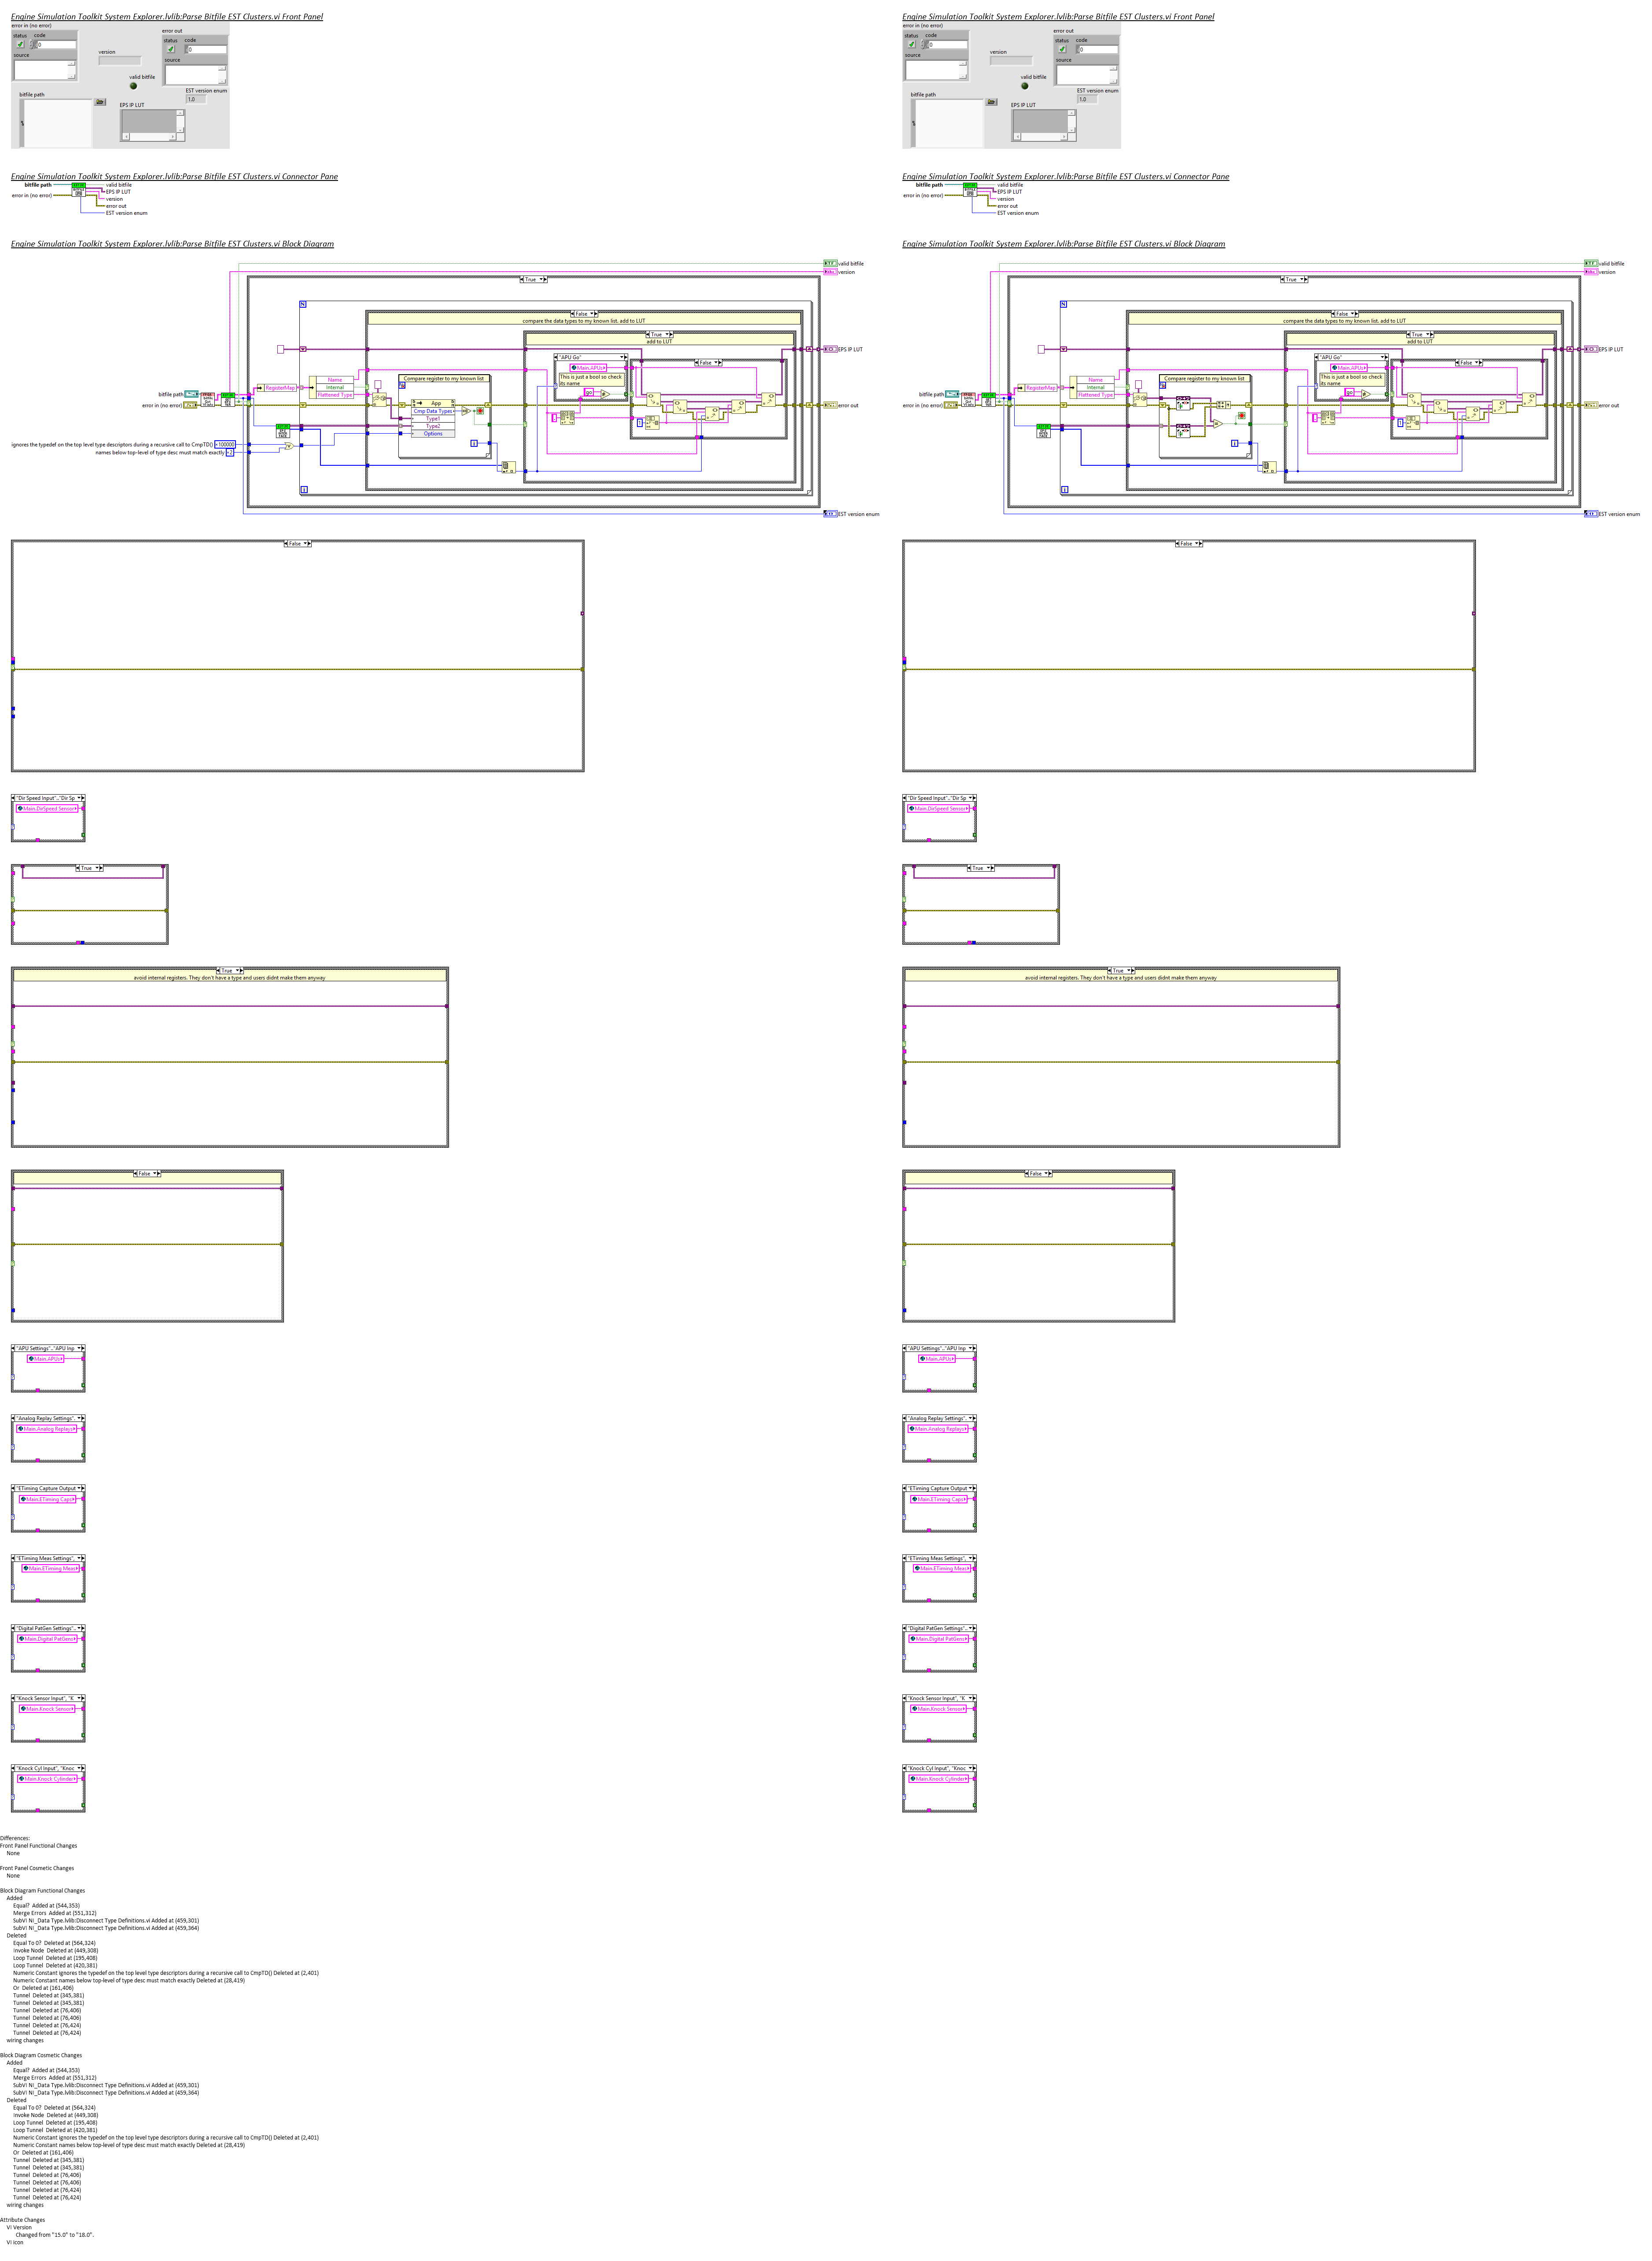 Engine Simulation Toolkit System Explorer.lvlib:Parse Bitfile EST Clusters.vi Front Panel
error in (no error)
status code
0
source
version
error out
status code
0
source
valid bitfile
EST version enum
1.0
bitfile path
EPS IP LUT
Engine Simulation Toolkit System Explorer.lvlib:Parse Bitfile EST Clusters.vi Connector Pane
bitfile path
error in (no error)
valid bitfile
EPS IP LUT
version
error out
EST version enum
Engine Simulation Toolkit System Explorer.lvlib:Parse Bitfile EST Clusters.vi Block Diagram
valid bitfile
version
True
False
compare the data types to my known list. add to LUT
True
add to LUT
"APU Go"
Main.APUs
This is just a bool so check
its name
go
False
EPS IP LUT
Name
Internal
Flattened Type
RegisterMap
Compare register to my known list
App
Cmp Data Types
Type1
Type2
Options
bitfile path
error in (no error)
error out
ignores the typedef on the top level type descriptors during a recursive call to CmpTD()
names below top-level of type desc must match exactly
EST version enum
False
"Dir Speed Input".."Dir Sp
Main.DirSpeed Sensor
True
True
avoid internal registers. They don't have a type and users didnt make them anyway
False
"APU Settings".."APU Inp
Main.APUs
"Analog Replay Settings".
Main.Analog Replays
"ETiming Capture Output
Main.ETiming Caps
"ETiming Meas Settings",
Main.ETiming Meas
"Digital PatGen Settings"..
Main.Digital PatGens
"Knock Sensor Input", "K
Main.Knock Sensor
"Knock Cyl Input", "Knoc
Main.Knock Cylinder
Engine Simulation Toolkit System Explorer.lvlib:Parse Bitfile EST Clusters.vi Front Panel
error in (no error)
status code
0
source
version
error out
status code
0
source
valid bitfile
EST version enum
1.0
bitfile path
EPS IP LUT
Engine Simulation Toolkit System Explorer.lvlib:Parse Bitfile EST Clusters.vi Connector Pane
bitfile path
error in (no error)
valid bitfile
EPS IP LUT
version
error out
EST version enum
Engine Simulation Toolkit System Explorer.lvlib:Parse Bitfile EST Clusters.vi Block Diagram
valid bitfile
version
True
False
compare the data types to my known list. add to LUT
True
add to LUT
"APU Go"
Main.APUs
This is just a bool so check
its name
go
False
EPS IP LUT
Name
Internal
Flattened Type
RegisterMap
Compare register to my known list
bitfile path
error in (no error)
error out
EST version enum
False
"Dir Speed Input".."Dir Sp
Main.DirSpeed Sensor
True
True
avoid internal registers. They don't have a type and users didnt make them anyway
False
"APU Settings".."APU Inp
Main.APUs
"Analog Replay Settings".
Main.Analog Replays
"ETiming Capture Output
Main.ETiming Caps
"ETiming Meas Settings",
Main.ETiming Meas
"Digital PatGen Settings"..
Main.Digital PatGens
"Knock Sensor Input", "K
Main.Knock Sensor
"Knock Cyl Input", "Knoc
Main.Knock Cylinder
Differences:
Front Panel Functional Changes
None
Front Panel Cosmetic Changes
None
Block Diagram Functional Changes
Added
Equal? Added at (544,353)
Merge Errors Added at (551,312)
SubVI NI_Data Type.lvlib:Disconnect Type Definitions.vi Added at (459,301)
SubVI NI_Data Type.lvlib:Disconnect Type Definitions.vi Added at (459,364)
Deleted
Equal To 0? Deleted at (564,324)
Invoke Node Deleted at (449,308)
Loop Tunnel Deleted at (195,408)
Loop Tunnel Deleted at (420,381)
Numeric Constant ignores the typedef on the top level type descriptors during a recursive call to CmpTD() Deleted at (2,401)
Numeric Constant names below top-level of type desc must match exactly Deleted at (28,419)
Or Deleted at (161,406)
Tunnel Deleted at (345,381)
Tunnel Deleted at (345,381)
Tunnel Deleted at (76,406)
Tunnel Deleted at (76,406)
Tunnel Deleted at (76,424)
Tunnel Deleted at (76,424)
wiring changes
Block Diagram Cosmetic Changes
Added
Equal? Added at (544,353)
Merge Errors Added at (551,312)
SubVI NI_Data Type.lvlib:Disconnect Type Definitions.vi Added at (459,301)
SubVI NI_Data Type.lvlib:Disconnect Type Definitions.vi Added at (459,364)
Deleted
Equal To 0? Deleted at (564,324)
Invoke Node Deleted at (449,308)
Loop Tunnel Deleted at (195,408)
Loop Tunnel Deleted at (420,381)
Numeric Constant ignores the typedef on the top level type descriptors during a recursive call to CmpTD() Deleted at (2,401)
Numeric Constant names below top-level of type desc must match exactly Deleted at (28,419)
Or Deleted at (161,406)
Tunnel Deleted at (345,381)
Tunnel Deleted at (345,381)
Tunnel Deleted at (76,406)
Tunnel Deleted at (76,406)
Tunnel Deleted at (76,424)
Tunnel Deleted at (76,424)
wiring changes
Attribute Changes
VI Version
Changed from "15.0" to "18.0".
VI icon